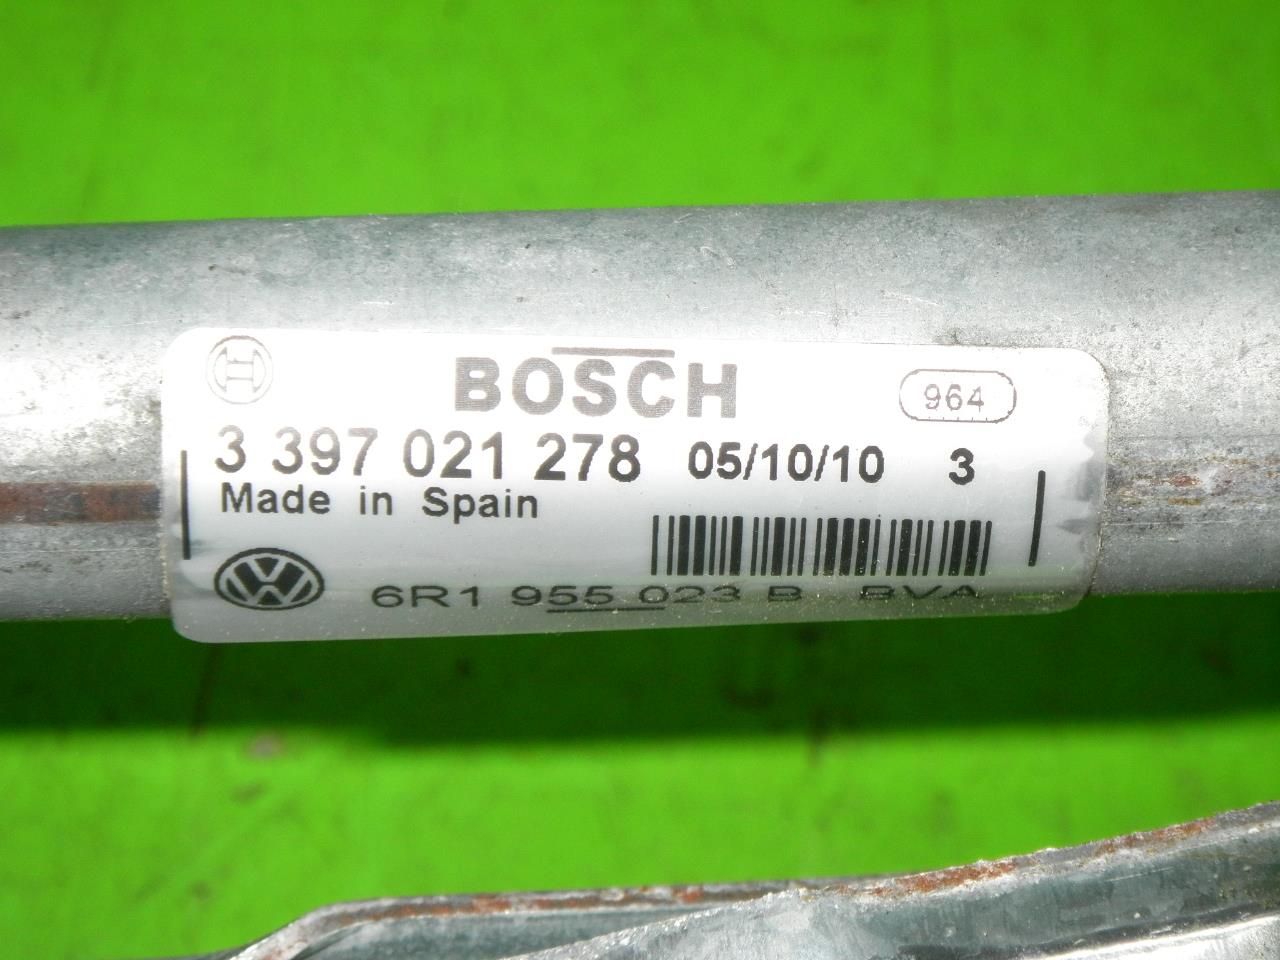 BOSCH 964
3 397 021 278 05/10/10 3
Made in Spain
6R1 955 023 B BVA